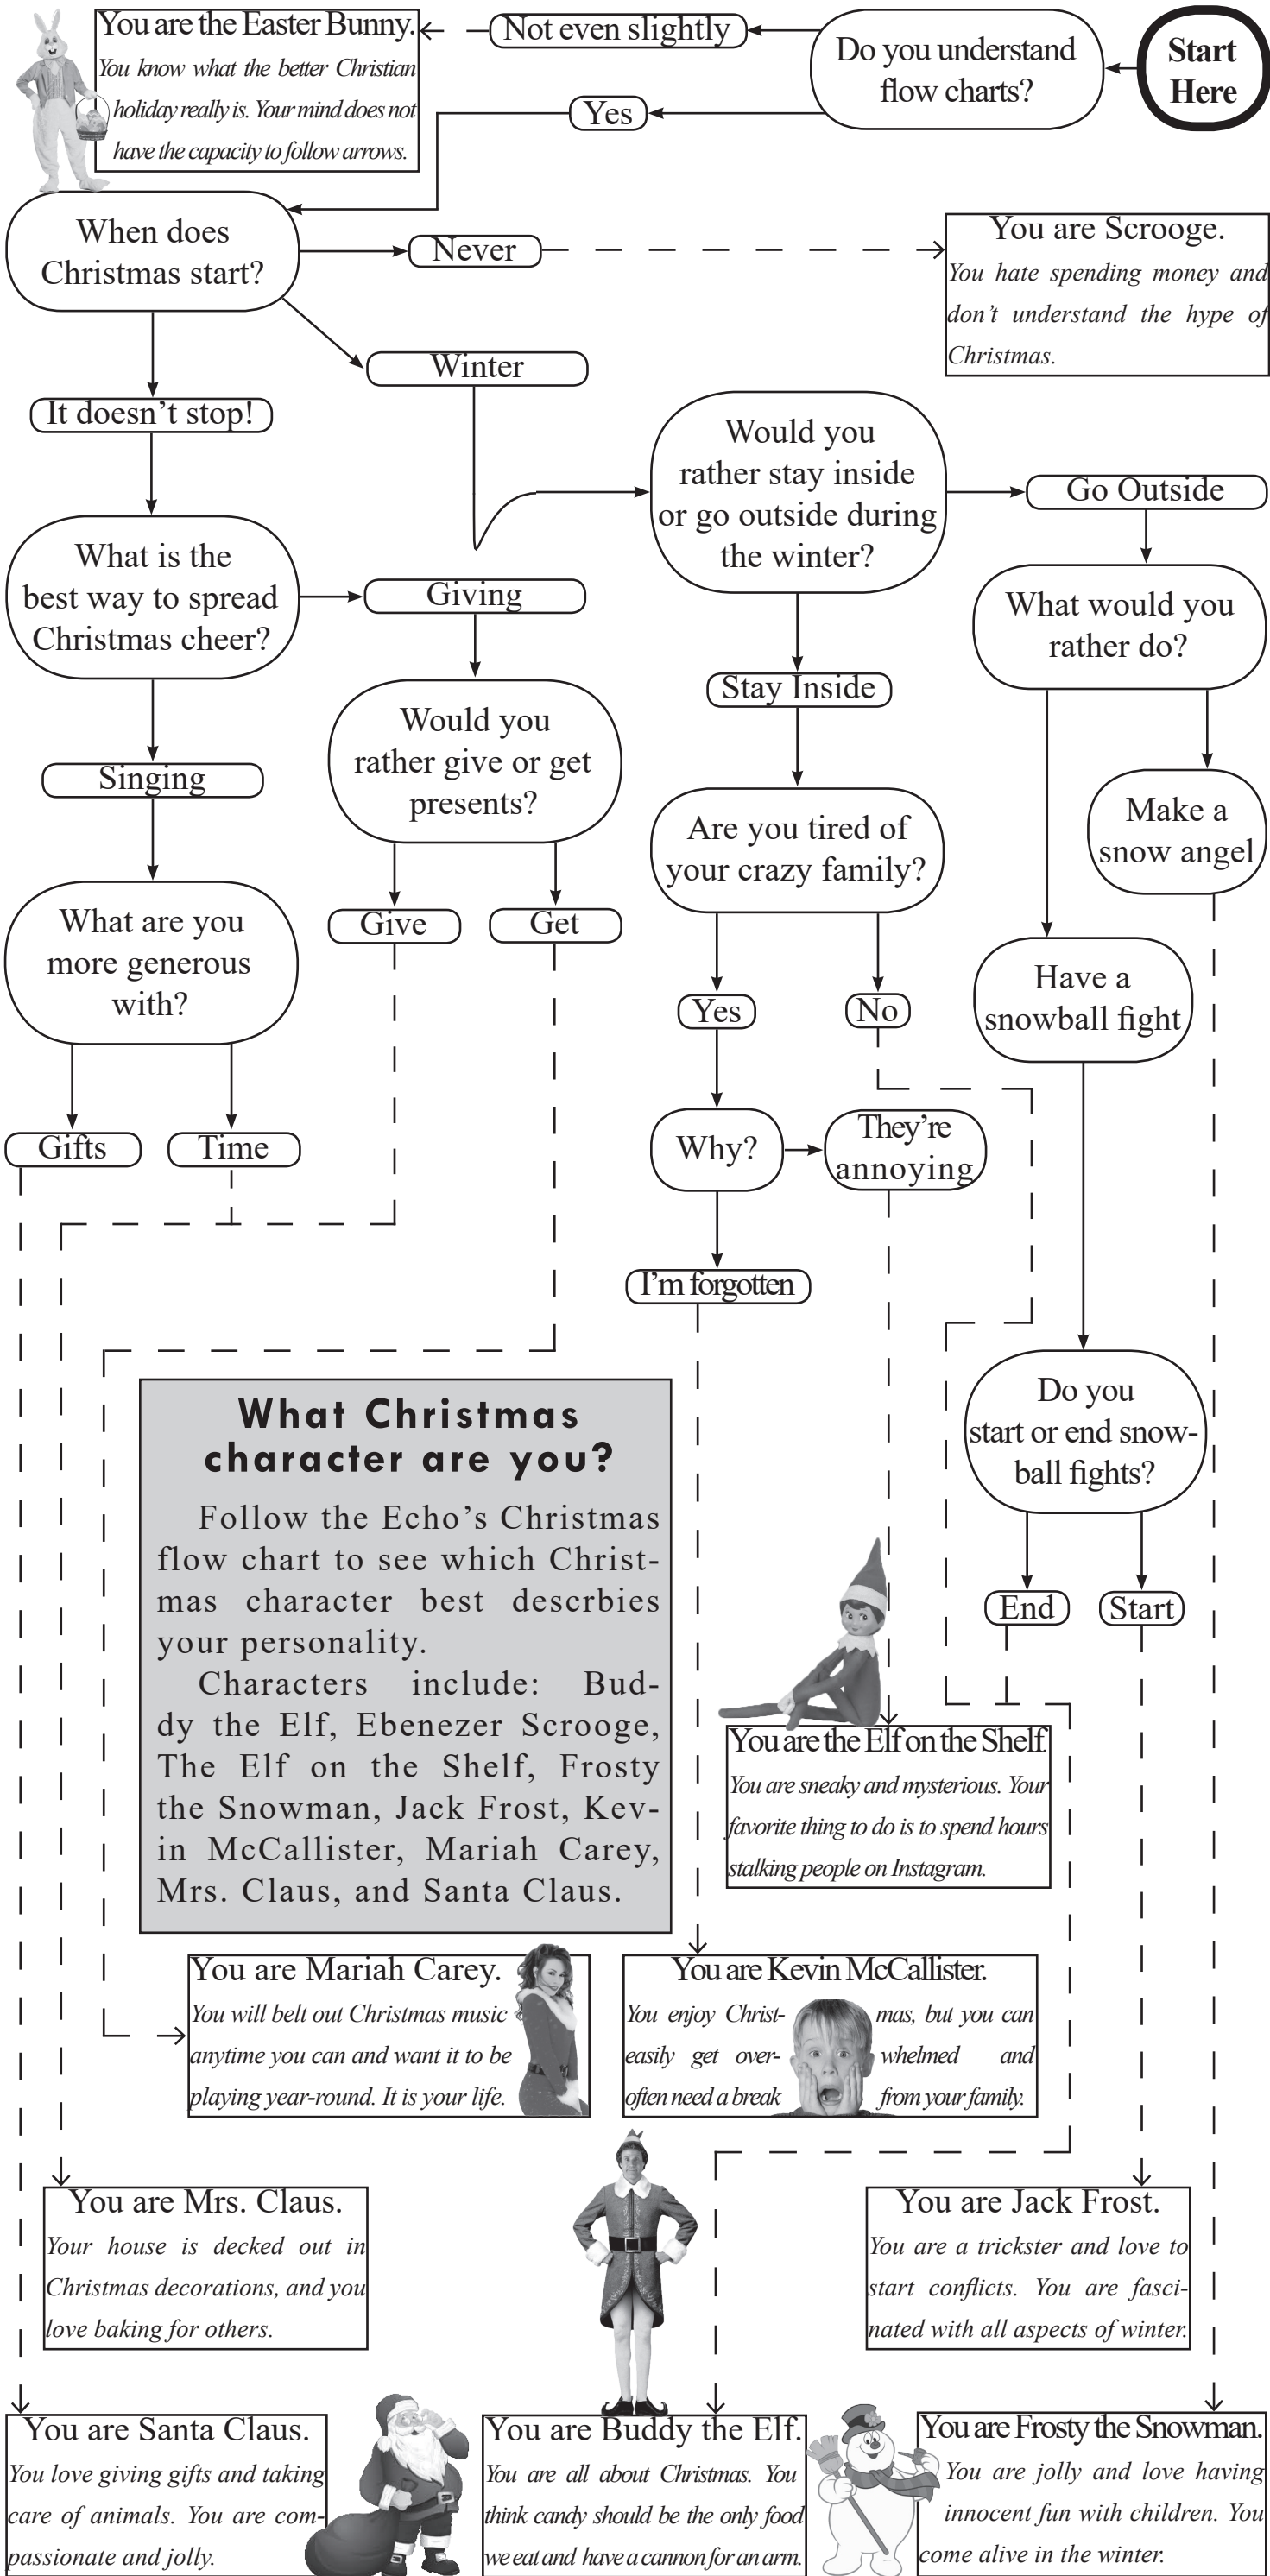 Start
Here
Do you understand
flow charts?
Not even slightly
You are the Easter Bunny.
You know what the better Christian
holiday really is. Your mind does not
have the capacity to follow arrows.
Yes
When does
Christmas start?
Never
You are Scrooge.
You hate spending money and
don't understand the hype of
Christmas.
Winter
It doesn't stop!
Would you
rather stay inside
or go outside during
the winter?
Go Outside
What is the
best way to spread
Christmas cheer?
Giving
What would you
rather do?
Stay Inside
Would you
rather give or get
presents?
Singing
Make a
snow angel
Are you tired of
your crazy family?
What are you
more generous
with?
Give
Get
Have a
snowball fight
Yes
No
Gifts
Time
Why?
They're
annoying
I'm forgotten
Do you
start or end snow-
ball fights?
End
Start
What Christmas
character are you?
Follow the Echo's Christmas
flow chart to see which Christ-
mas character best descrbies
your personality.
Characters include: Bud-
dy the Elf, Ebenezer Scrooge,
The Elf on the Shelf, Frosty
the Snowman, Jack Frost, Kev-
in McCallister, Mariah Carey,
Mrs. Claus, and Santa Claus.
You are the Elf on the Shelf.
You are sneaky and mysterious. Your
favorite thing to do is to spend hours
stalking people on Instagram.
You are Mariah Carey.
You will belt out Christmas music
anytime you can and want it to be
playing year-round. It is your life.
You are Kevin McCallister.
You enjoy Christ- mas, but you can
easily get over- whelmed and
often need a break from your family.
You are Mrs. Claus.
Your house is decked out in
Christmas decorations, and you
love baking for others.
You are Jack Frost.
You are a trickster and love to
start conflicts. You are fasci-
nated with all aspects of winter.
You are Santa Claus.
You love giving gifts and taking
care of animals. You are com-
passionate and jolly.
You are Buddy the Elf.
You are all about Christmas. You
think candy should be the only food
we eat and have a cannon for an arm.
You are Frosty the Snowman.
You are jolly and love having
innocent fun with children. You
come alive in the winter.